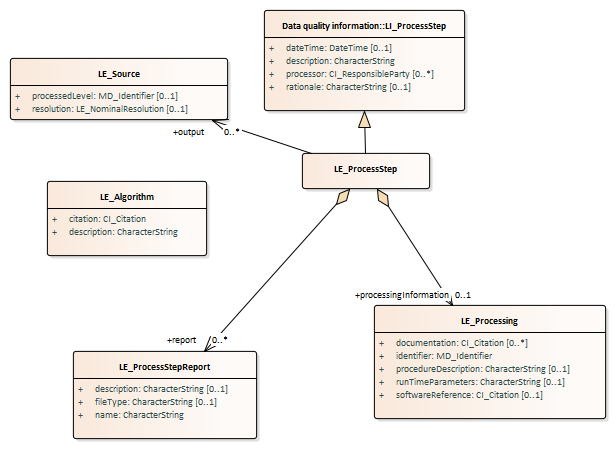 Data quality information::LI_ProcessStep
+ dateTime: DateTime [0..1]
+ description: CharacterString
+ processor: CI_ResponsibleParty [0..*]
+ rationale: CharacterString [0..1]
LE_Source
+ processedLevel: MD_Identifier [0..1]
+ resolution: LE_NominalResolution [0..1]
+output 0..*
LE_ProcessStep
LE_Algorithm
+ citation: CI_Citation
+ description: CharacterString
+processingInformation 0..1
LE_Processing
+ documentation: CI_Citation [0..*]
+ identifier: MD_Identifier
+ procedureDescription: CharacterString [0..1]
+ runTimeParameters: CharacterString [0..1]
+ softwareReference: CI_Citation [0..1]
+report 0..*
LE_ProcessStepReport
+ description: CharacterString [0..1]
+ fileType: CharacterString [0..1]
+ name: CharacterString